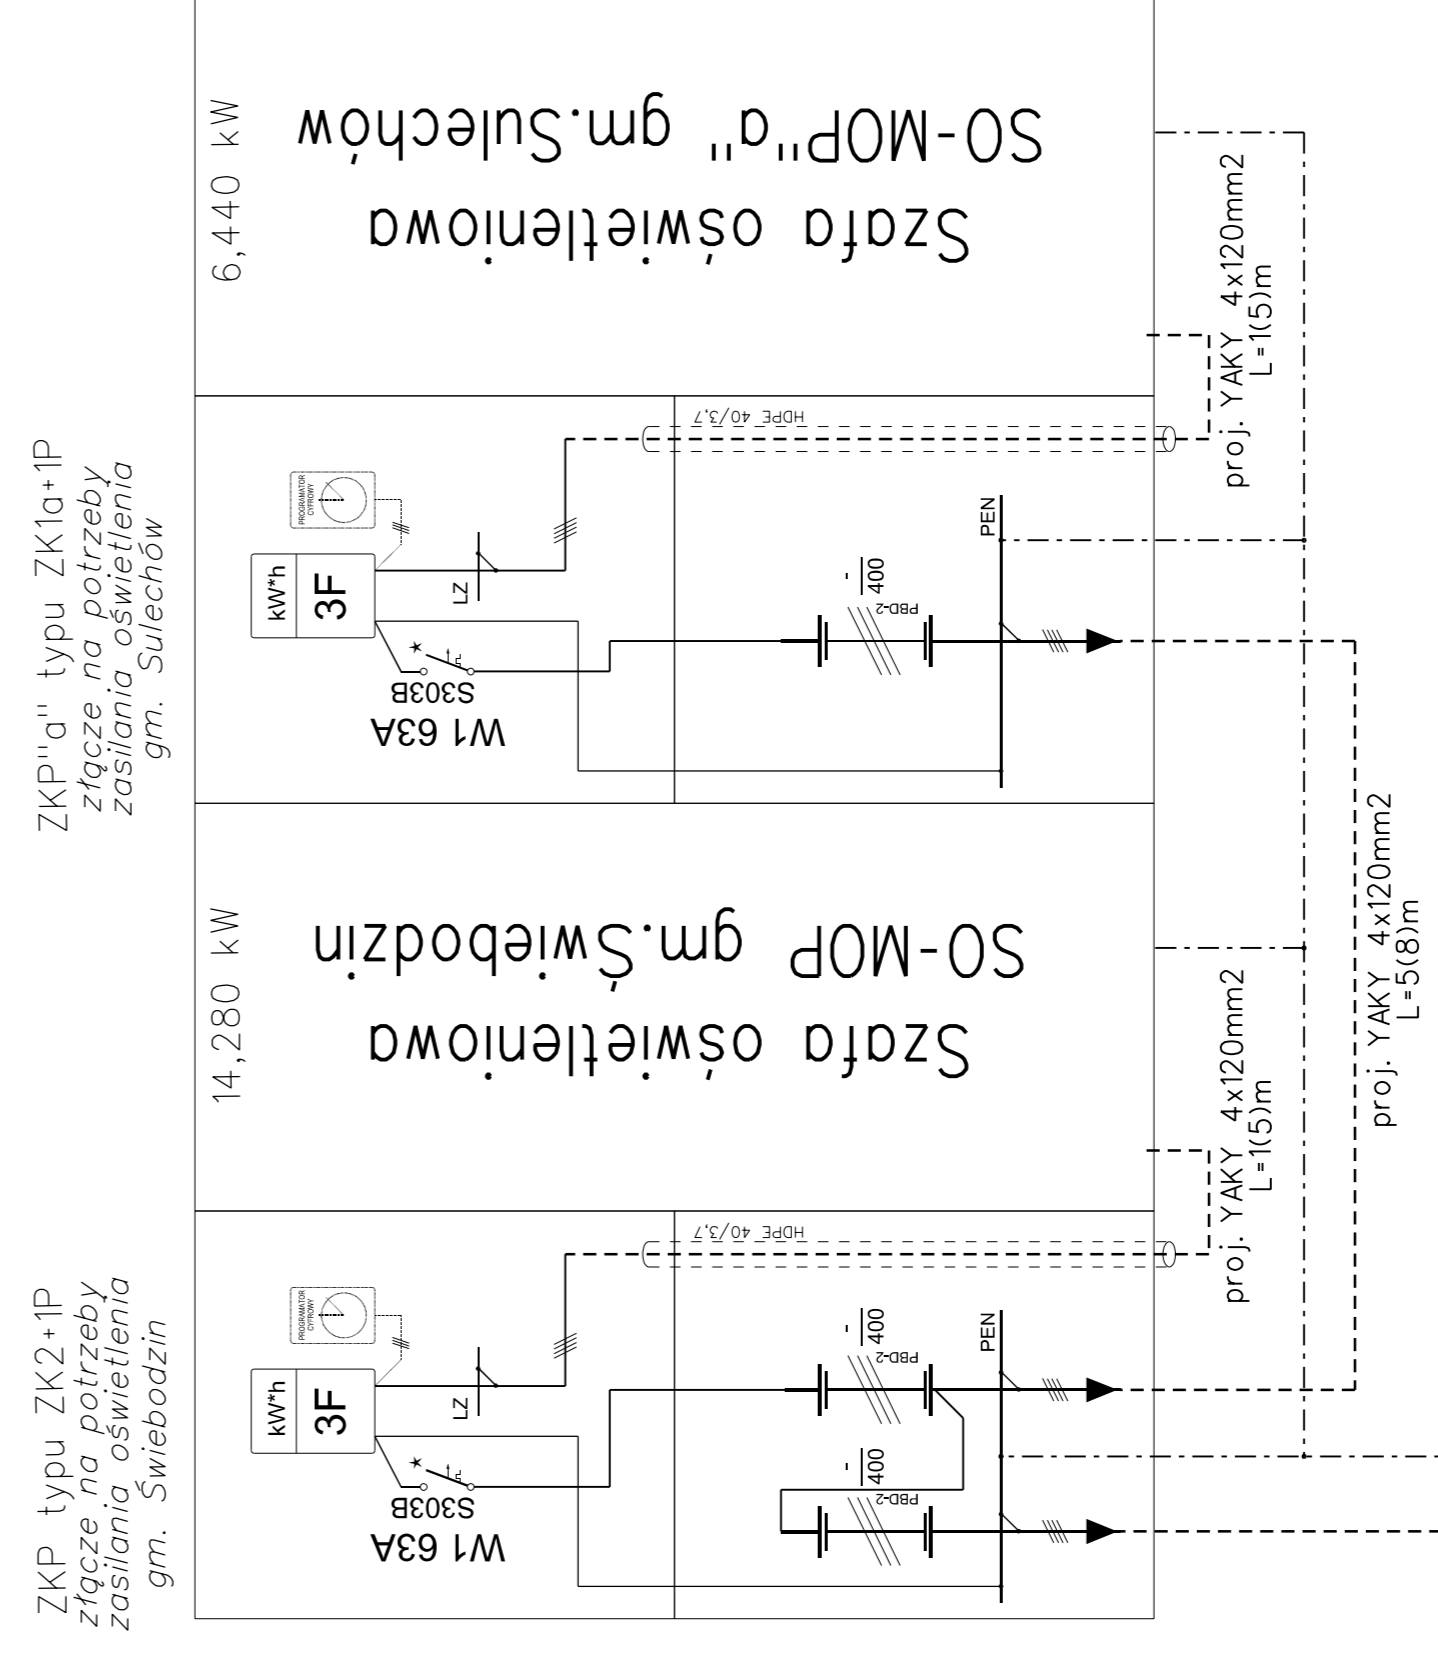 ZKP"a" typu ZK1a+1P
złącze na potrzeby
zasilania oświetlenia
gm. Sulechów
6,440 kW
Szafa oświetleniowa
SO-MOP"a" gm.Sulechów
PROGRAMATOR
CYFROWY
kW*h
3F
LZ
S303B
W1 63A
HDPE 40/3,7
-
400
PBD-2
PEN
proj. YAKY 4x120mm2
L=1(5)m
ZKP typu ZK2+1P
złącze na potrzeby
zasilania oświetlenia
gm. Świebodzin
14,280 kW
Szafa oświetleniowa
SO-MOP gm.Świebodzin
PROGRAMATOR
CYFROWY
kW*h
3F
LZ
S303B
W1 63A
HDPE 40/3,7
-
400
PBD-2
-
400
PBD-2
PEN
proj. YAKY 4x120mm2
L=1(5)m
proj. YAKY 4x120mm2
L=5(8)m